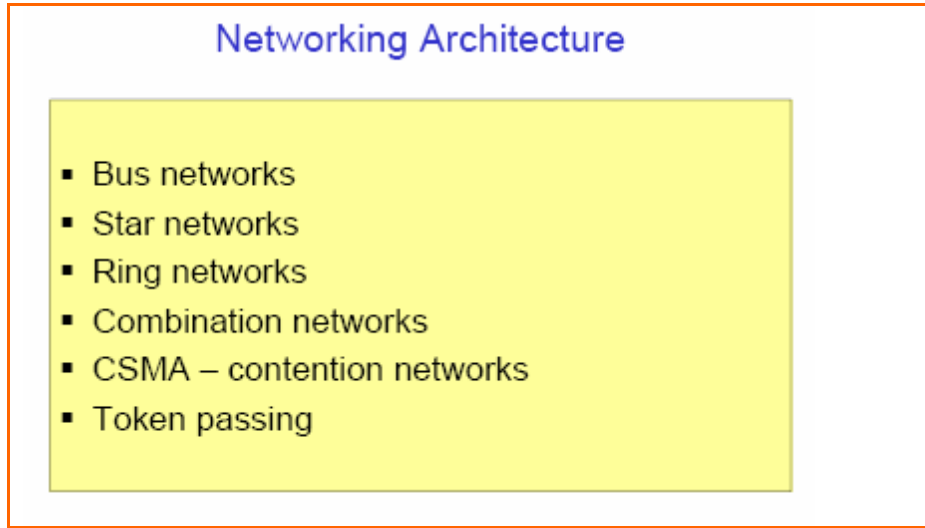 Networking Architecture
▪ Bus networks
▪ Star networks
▪ Ring networks
▪ Combination networks
▪ CSMA – contention networks
▪ Token passing